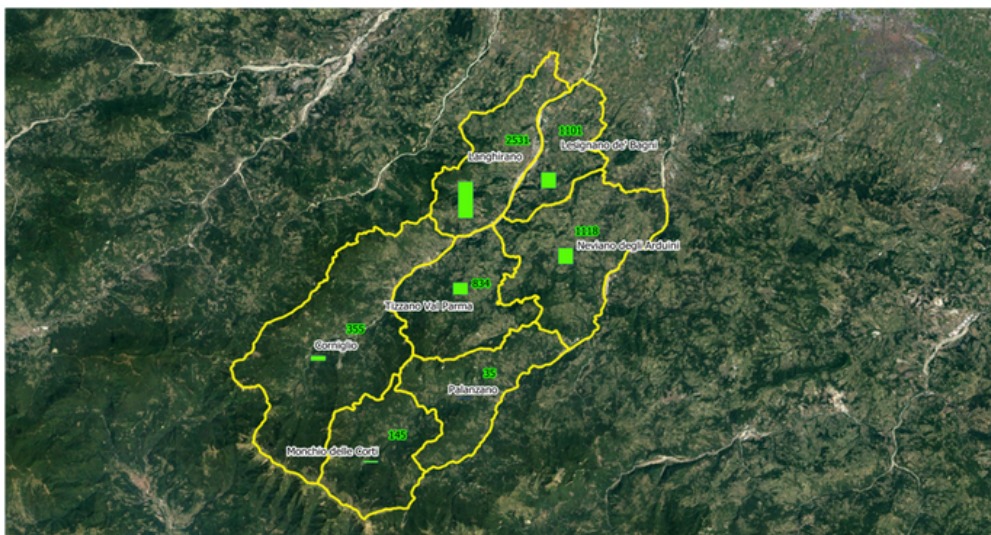 2531
1101
Langhirano
Lesignano de' Bagni
1118
Neviano degli Arduini
834
Tizzano Val Parma
355
Corniglio
35
Palanzano
145
Monchio delle Corti